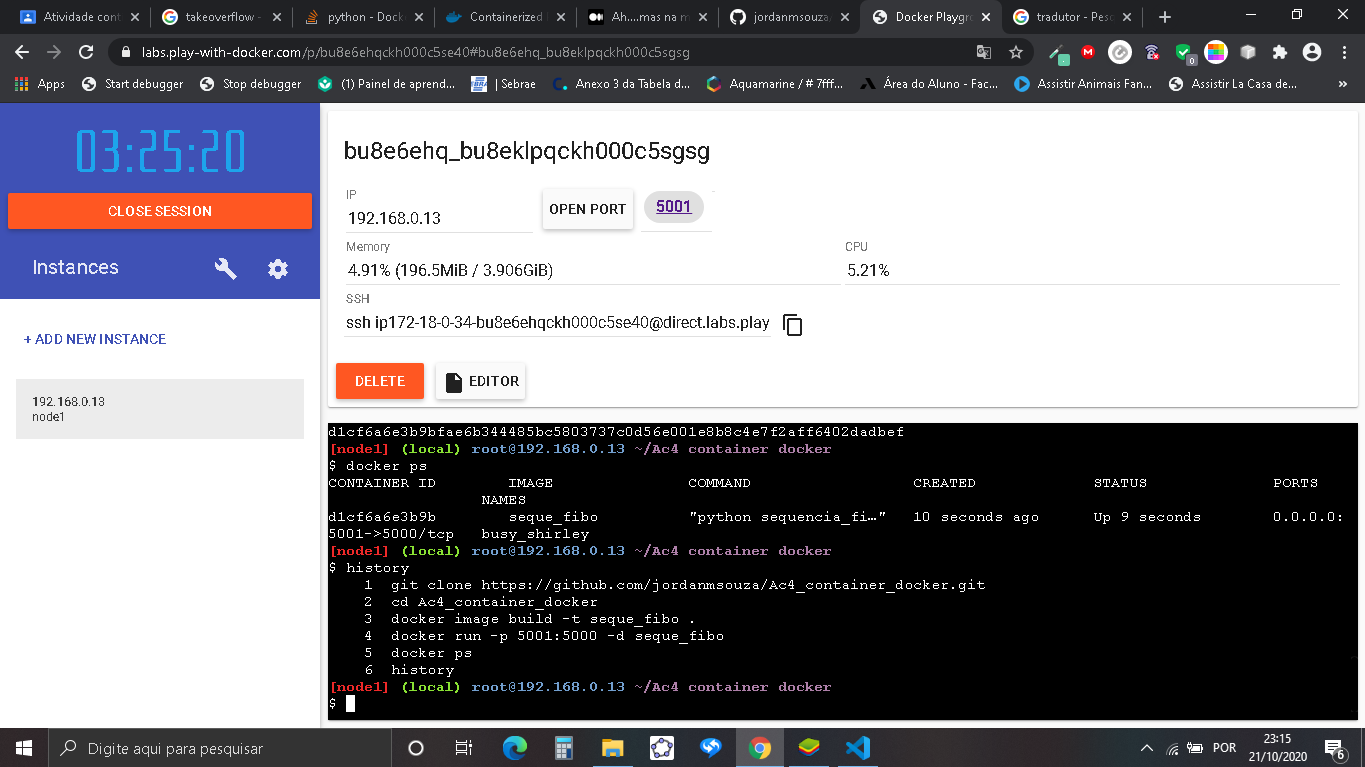 Atividade cont
takeoverflow -
python - Dock
Containerized
Ah....mas na m
jordanmsouza/
Docker Playgr
tradutor - Pesq
labs.play-with-docker.com/p/bu8e6ehqckh000c5se40#bu8e6ehq_bu8eklpqckh000c5sgsg
Apps
Start debugger
Stop debugger
(1) Painel de aprend...
| Sebrae
Anexo 3 da Tabela d...
Aquamarine / # 7fff...
Área do Aluno - Fac...
Assistir Animais Fan...
Assistir La Casa de...
»
03:25:20
CLOSE SESSION
Instances
+ ADD NEW INSTANCE
192.168.0.13
node1
bu8e6ehq_bu8eklpqckh000c5sgsg
IP
192.168.0.13
OPEN PORT
5001
Memory
4.91% (196.5MiB / 3.906GiB)
CPU
5.21%
SSH
ssh ip172-18-0-34-bu8e6ehqckh000c5se40@direct.labs.play
DELETE
EDITOR
d1cf6a6e3b9bfae6b344485bc5803737c0d56e001e8b8c4e7f2aff6402dadbef
[node1] (local) root@192.168.0.13 ~/Ac4_container_docker
$ docker ps
CONTAINER ID IMAGE COMMAND CREATED STATUS PORTS
NAMES
d1cf6a6e3b9b seque_fibo "python sequencia_fi…" 10 seconds ago Up 9 seconds 0.0.0.0:
5001->5000/tcp busy_shirley
[node1] (local) root@192.168.0.13 ~/Ac4_container_docker
$ history
1 git clone https://github.com/jordanmsouza/Ac4_container_docker.git
2 cd Ac4_container_docker
3 docker image build -t seque_fibo .
4 docker run -p 5001:5000 -d seque_fibo
5 docker ps
6 history
[node1] (local) root@192.168.0.13 ~/Ac4_container_docker
$
Digite aqui para pesquisar
POR
23:15
21/10/2020
6